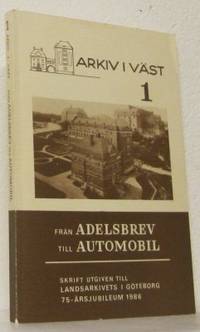 ARKIV I VÄST
1
FRÅN ADELSBREV
TILL AUTOMOBIL
SKRIFT UTGIVEN TILL
LANDSARKIVETS I GÖTEBORG
75-ÅRSJUBILEUM 1986